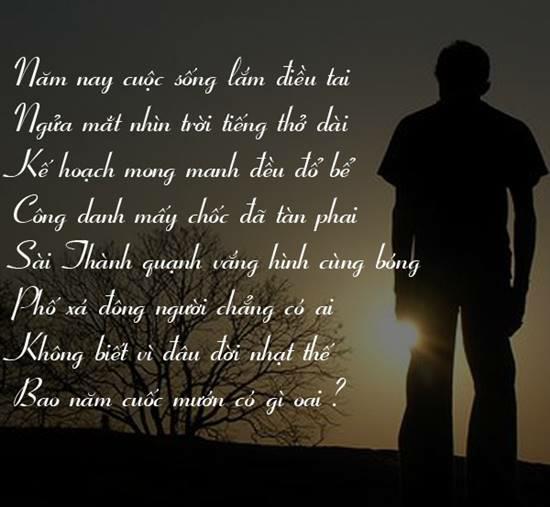 Năm nay cuộc sống lắm điều tai
Ngửa mắt nhìn trời tiếng thở dài
Kế hoạch mong manh đều đổ bể
Công danh mấy chốc đã tàn phai
Sài Thành quạnh vắng hình cùng bóng
Phố xá đông người chẳng có ai
Không biết vì đâu đời nhạt thế
Bao năm cuốc mướn có gì oai ?